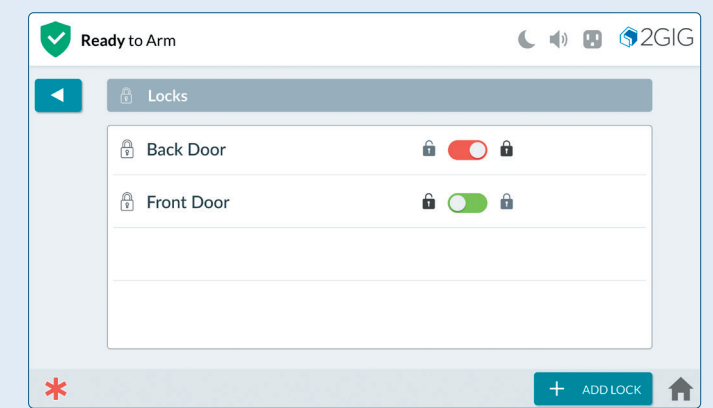 Ready to Arm
2GIG
Locks
Back Door
Front Door
+ ADD LOCK